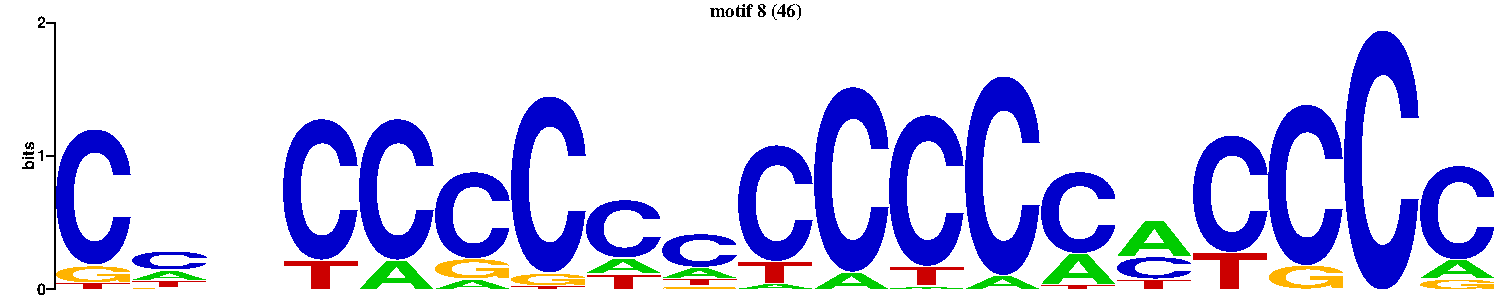 motif 8 (46)
2
bits
1
0
C C C C C C C C C C C C C A C C C C
G A T A G G A A T A T A A C T G A
T T A T T T A A T T G